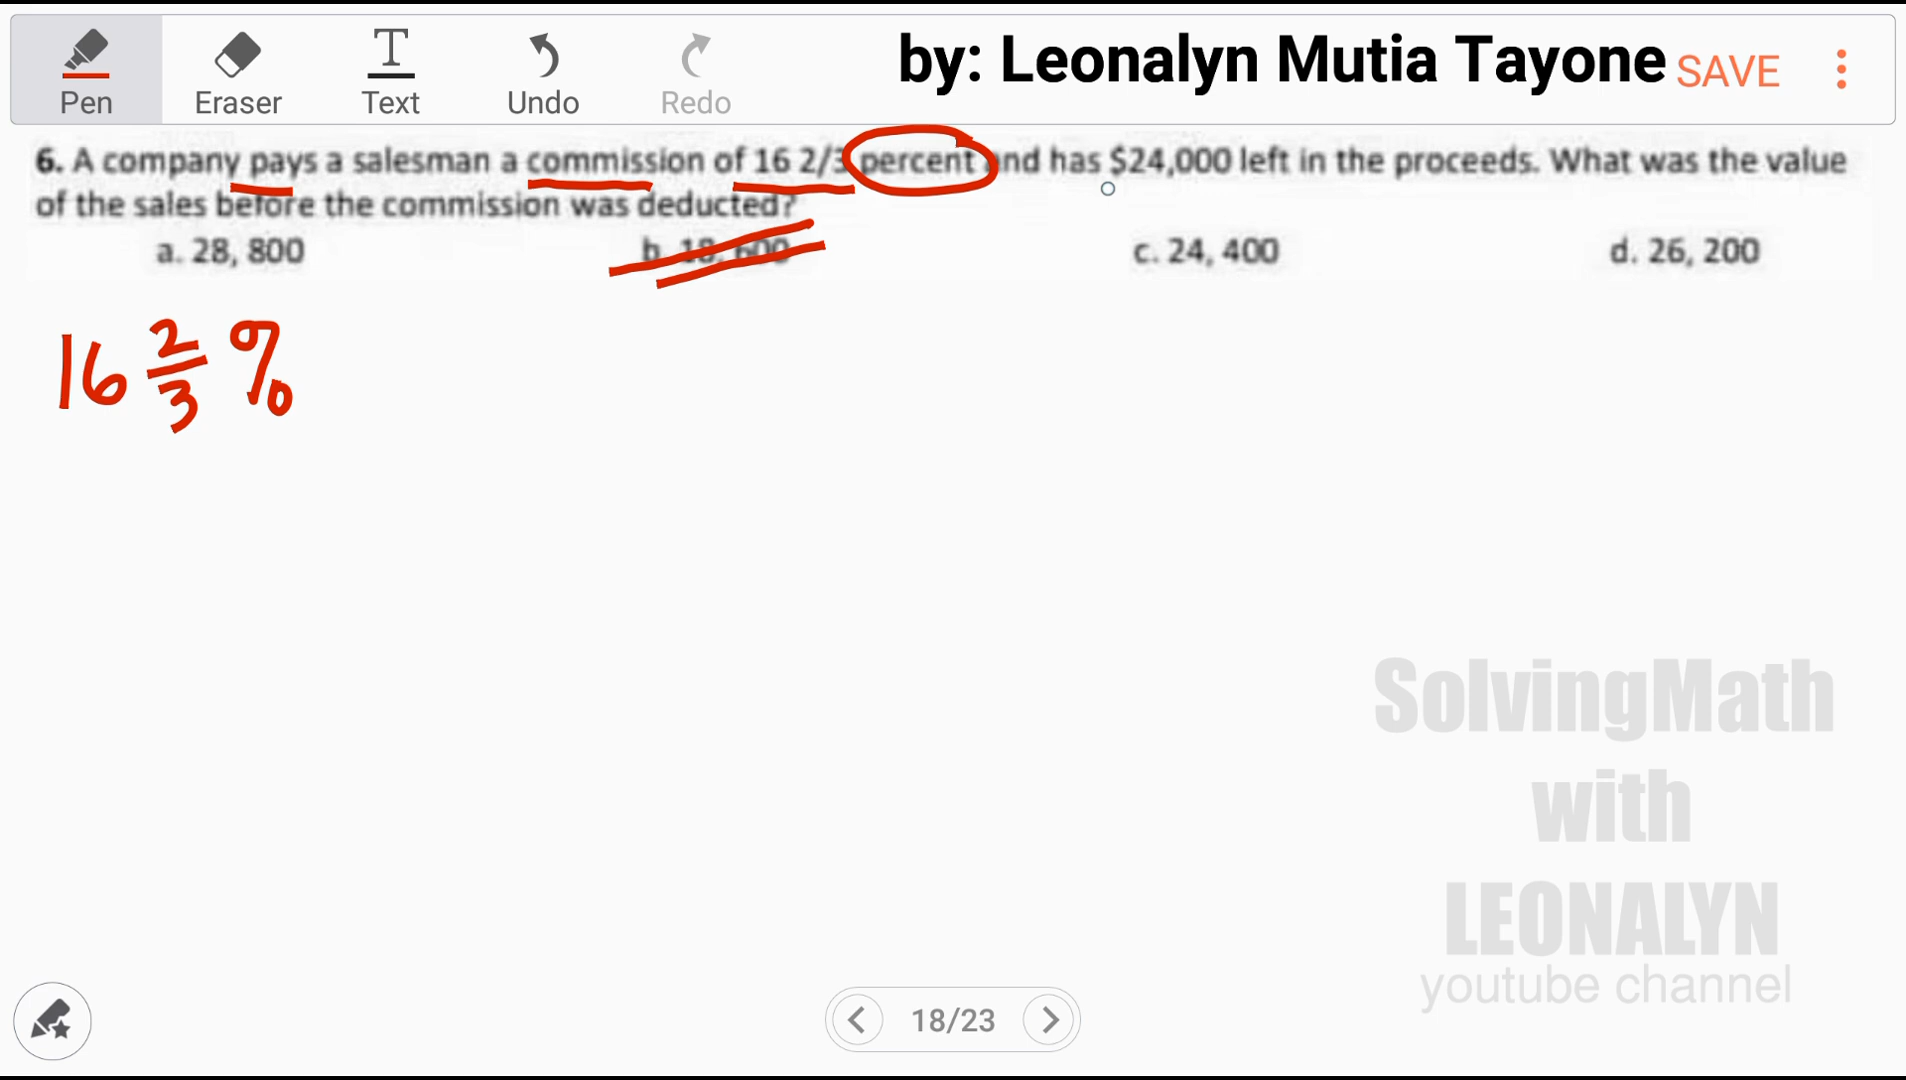 by: Leonalyn Mutia Tayone
SAVE
Pen
Eraser
Text
Undo
Redo
6. A company pays a salesman a commission of 16 2/3 percent and has $24,000 left in the proceeds. What was the value
of the sales before the commission was deducted?
a. 28, 800
b. 18, 600
c. 24, 400
d. 26, 200
16 2/3 %
SolvingMath
with
LEONALYN
youtube channel
18/23